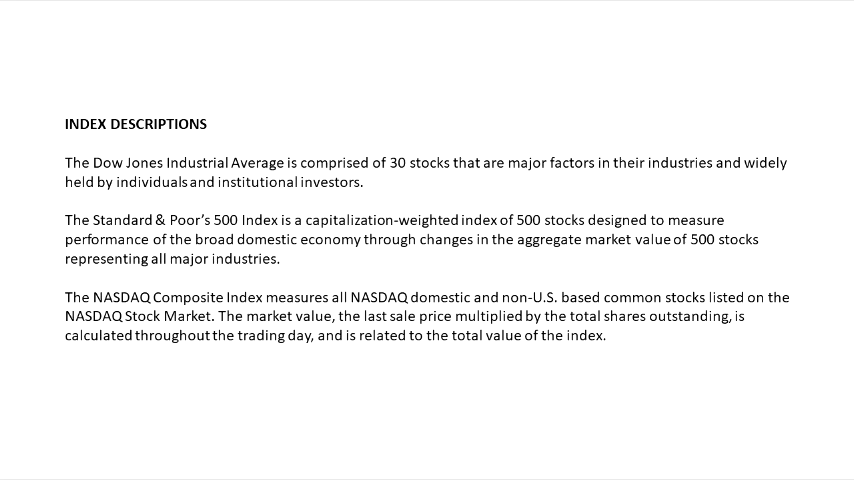 INDEX DESCRIPTIONS
The Dow Jones Industrial Average is comprised of 30 stocks that are major factors in their industries and widely
held by individuals and institutional investors.
The Standard & Poor’s 500 Index is a capitalization-weighted index of 500 stocks designed to measure
performance of the broad domestic economy through changes in the aggregate market value of 500 stocks
representing all major industries.
The NASDAQ Composite Index measures all NASDAQ domestic and non-U.S. based common stocks listed on the
NASDAQ Stock Market. The market value, the last sale price multiplied by the total shares outstanding, is
calculated throughout the trading day, and is related to the total value of the index.